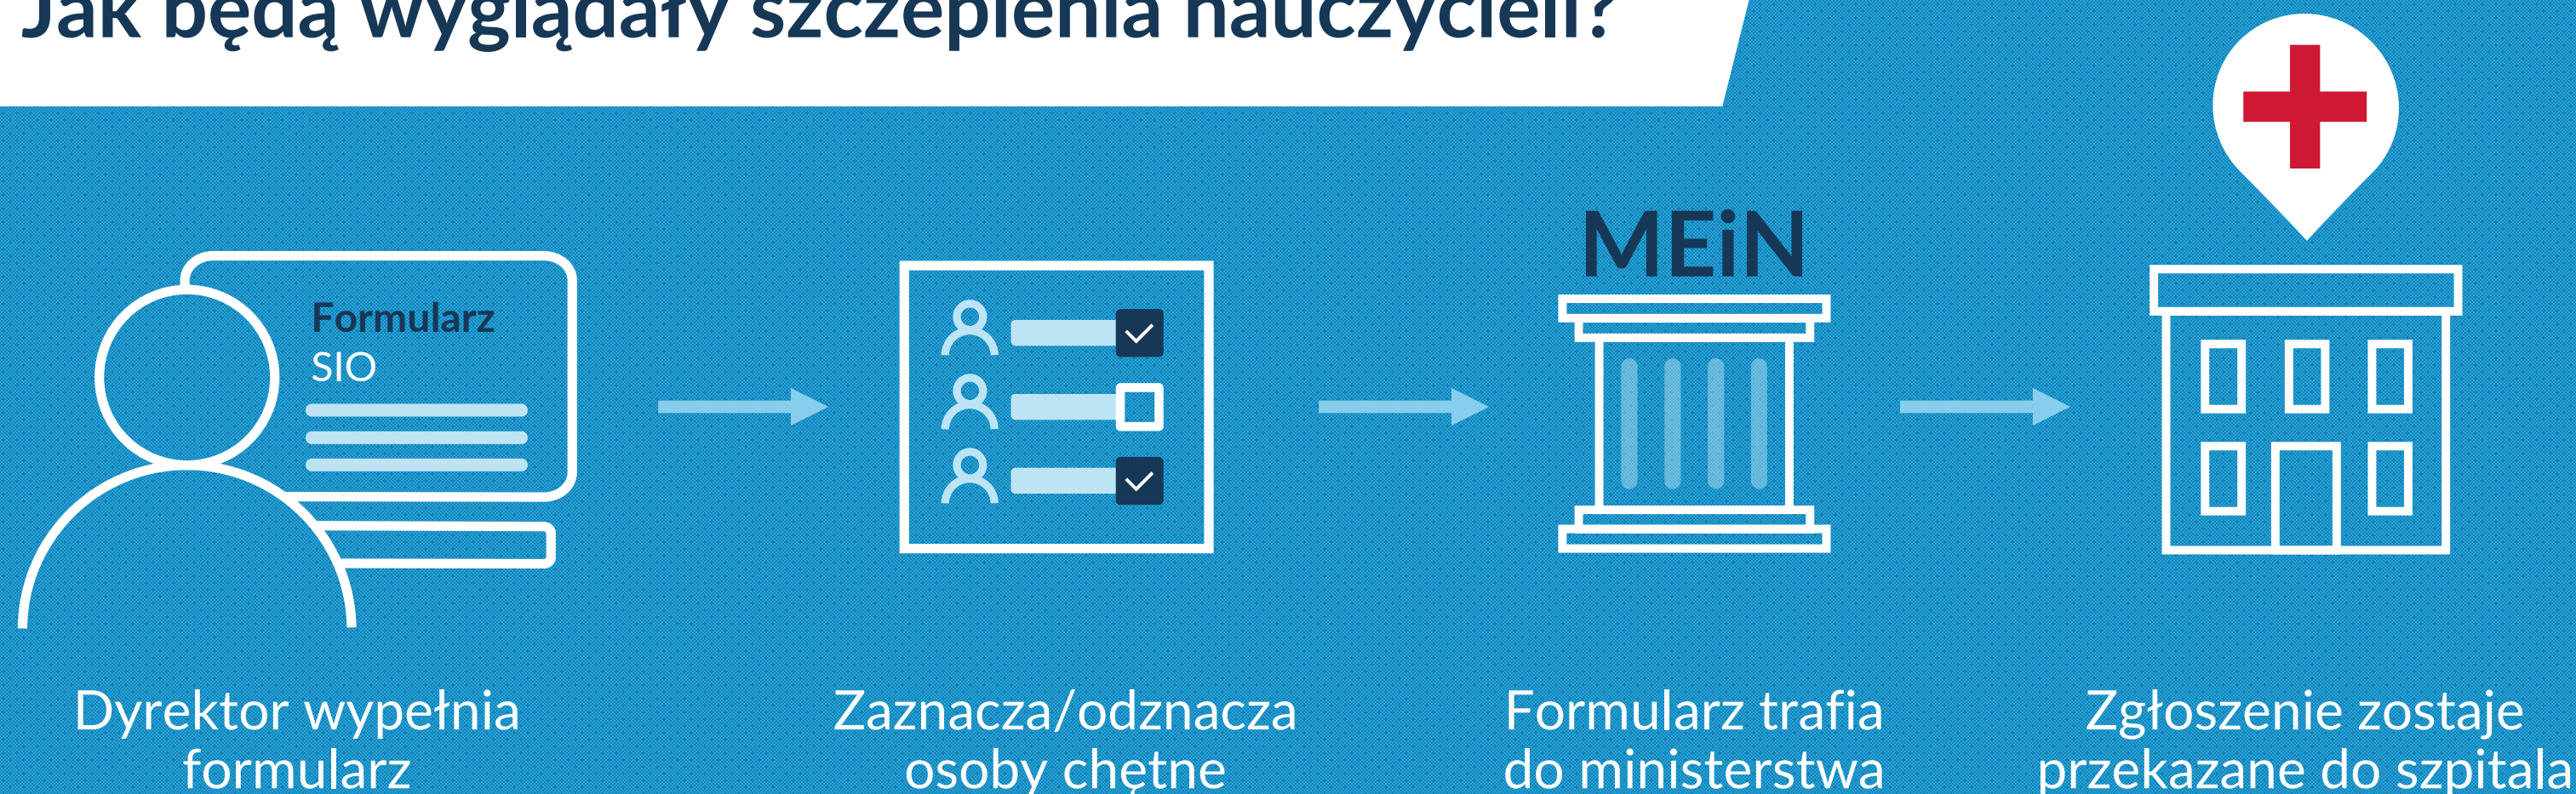 Jak będą wyglądały szczepienia nauczycieli?
MEiN
Formularz
SIO
Dyrektor wypełnia
formularz
Zaznacza/odznacza
osoby chętne
Formularz trafia
do ministerstwa
Zgłoszenie zostaje
przekazane do szpitala